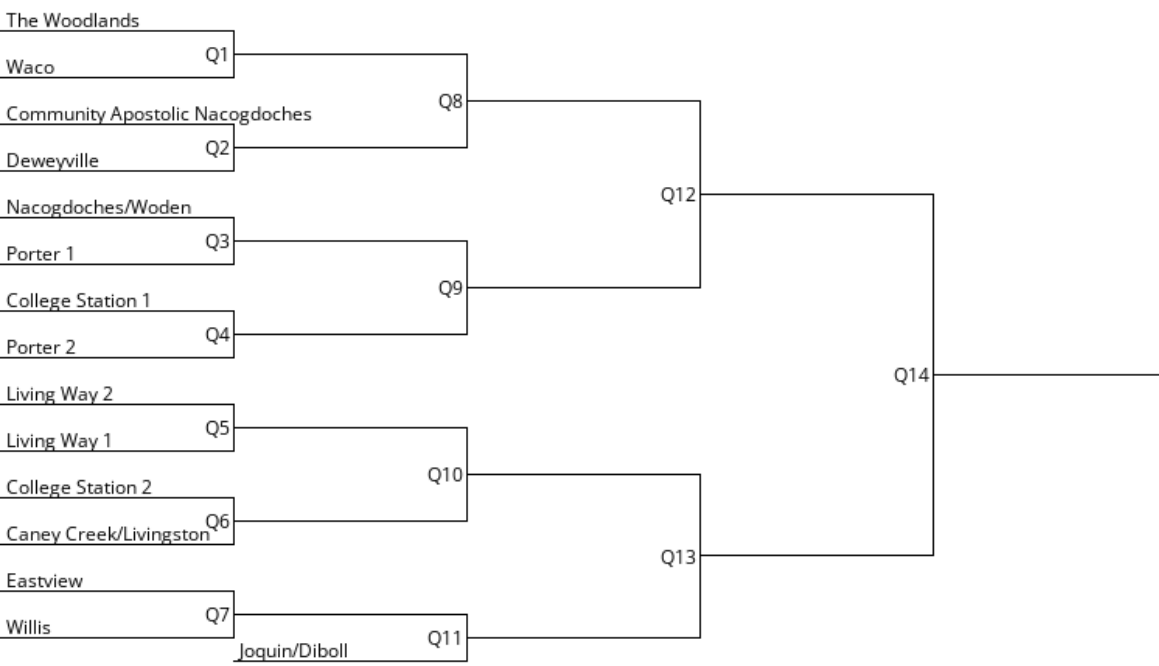 The Woodlands
Q1
Waco
Q8
Community Apostolic Nacogdoches
Q2
Deweyville
Q12
Nacogdoches/Woden
Q3
Porter 1
Q9
College Station 1
Q4
Porter 2
Q14
Living Way 2
Q5
Living Way 1
Q10
College Station 2
Q6
Caney Creek/Livingston
Q13
Eastview
Q7
Willis
Q11
Joquin/Diboll